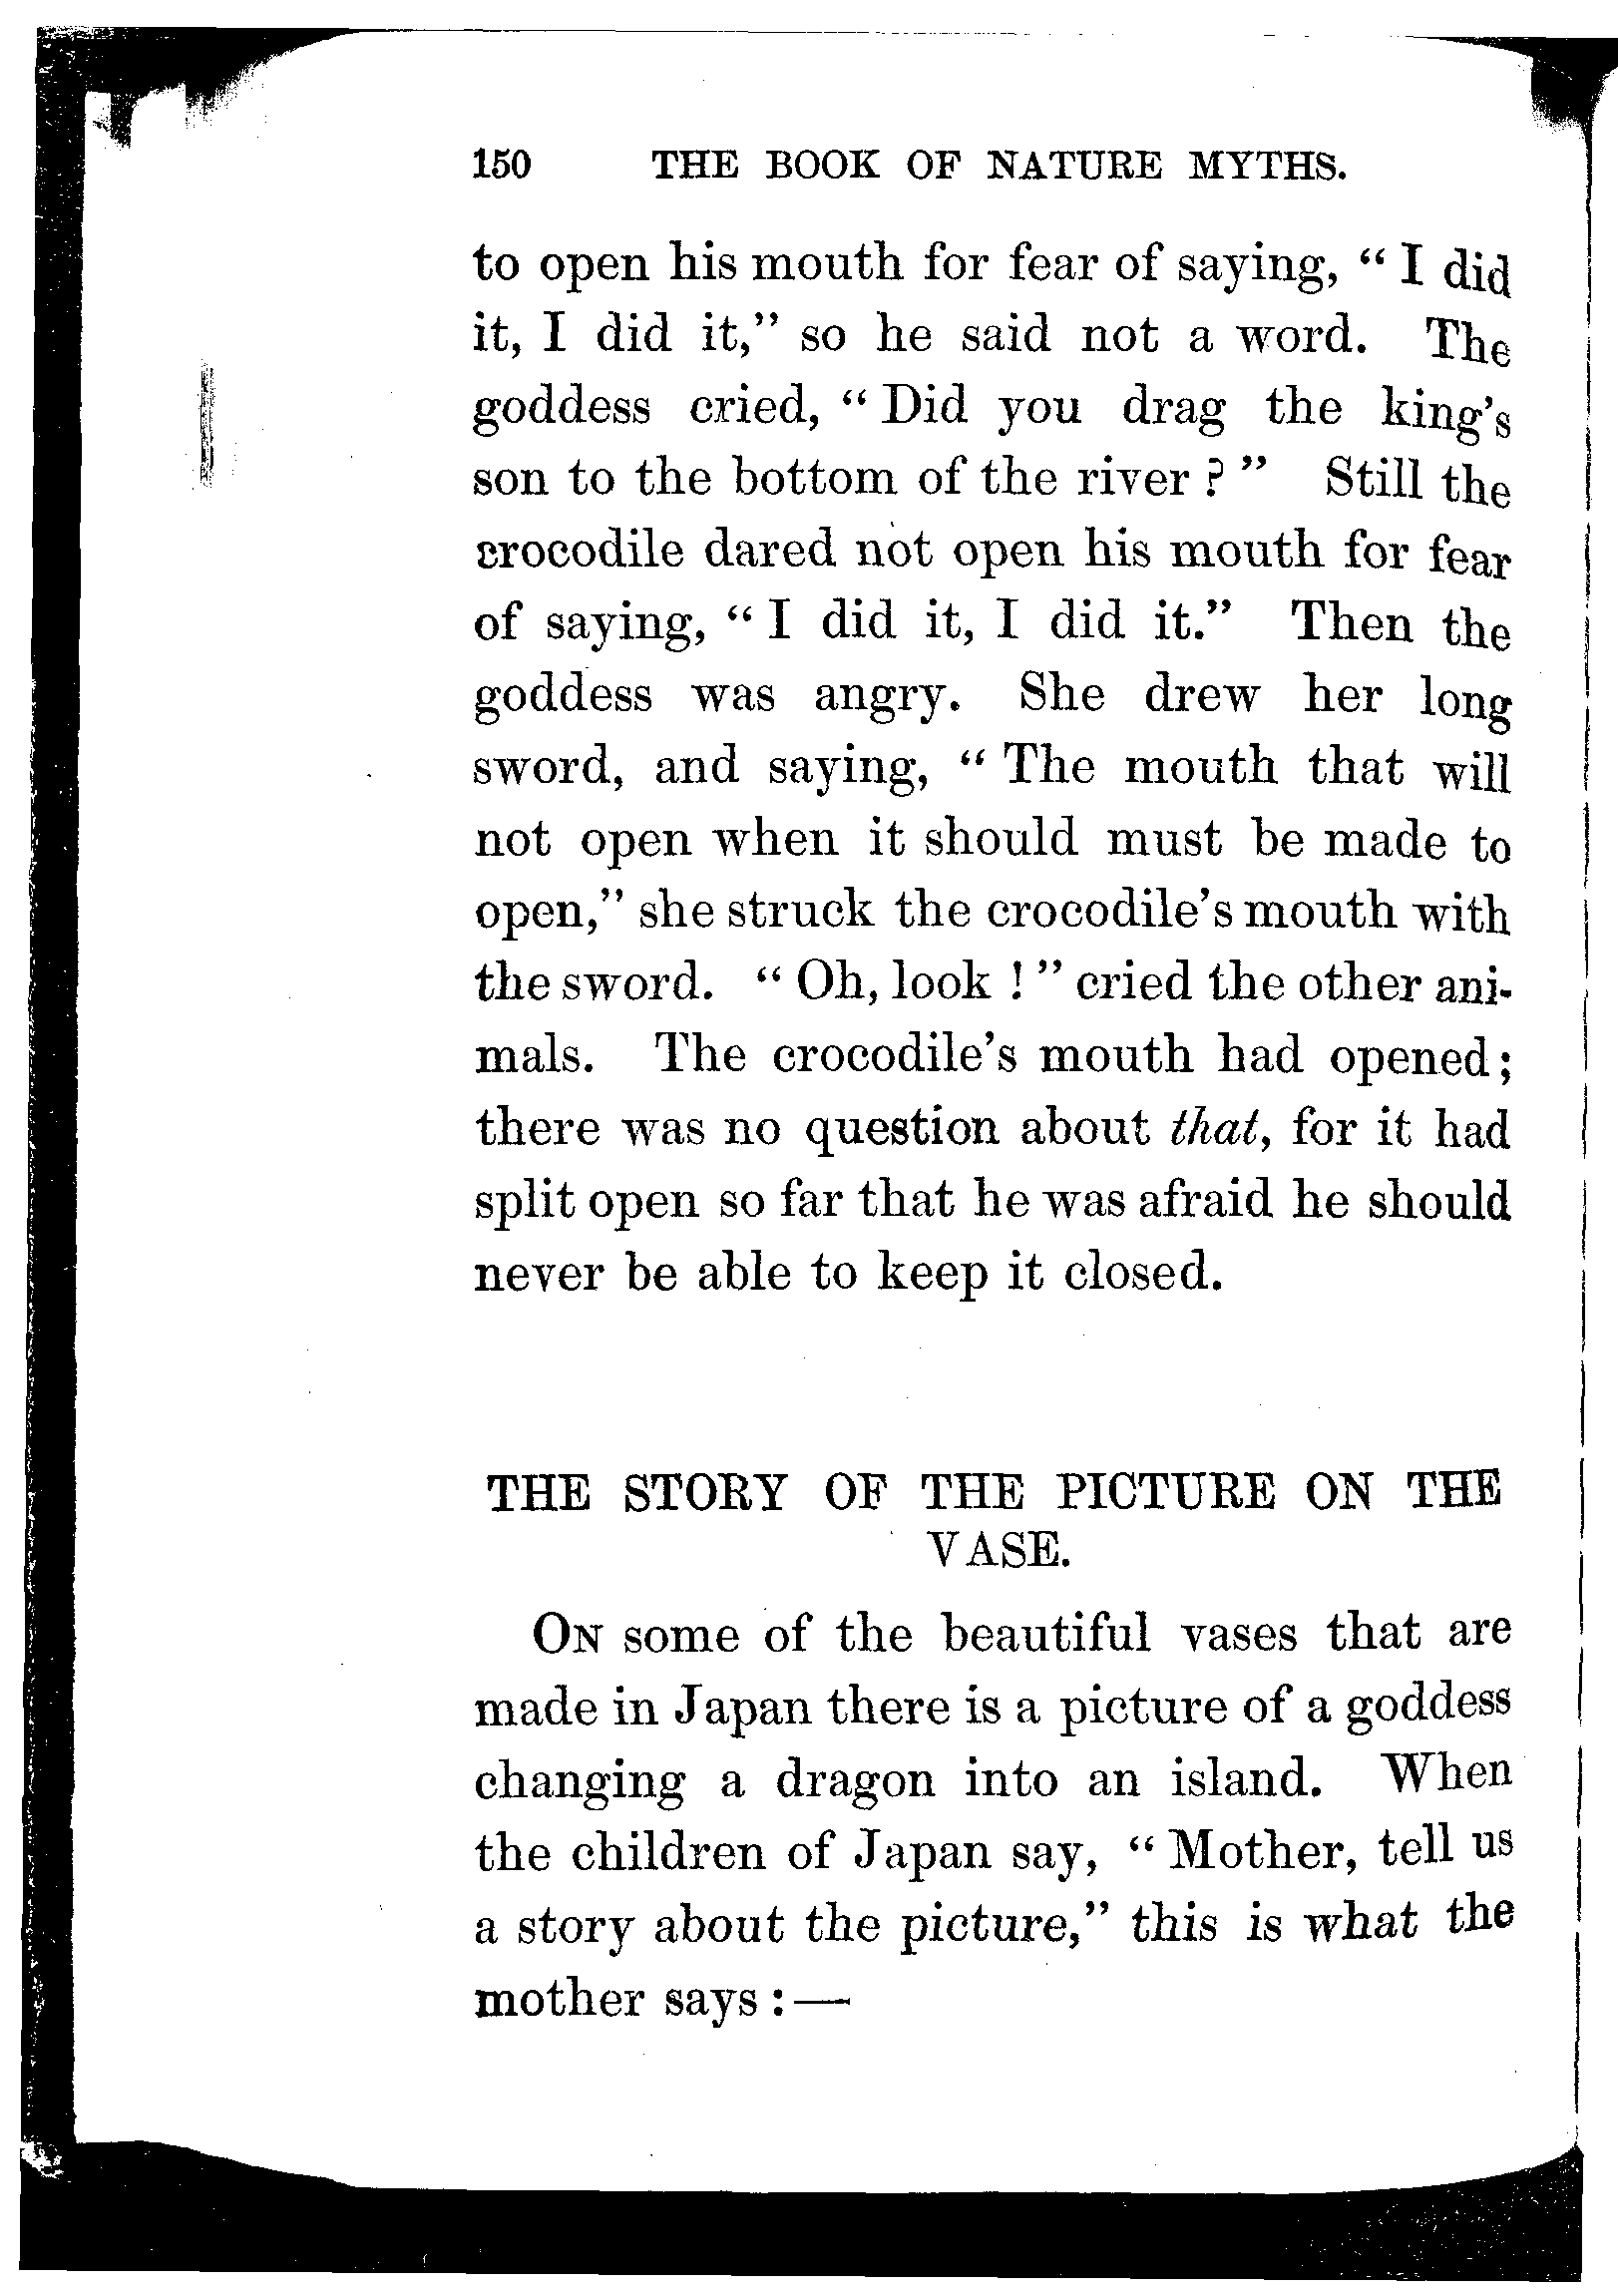 150 THE BOOK OF NATURE MYTHS.
to open his mouth for fear of saying, “ I did
it, I did it,” so he said not a word. The
goddess cried, “ Did you drag the king’s
son to the bottom of the river ? ” Still the
crocodile dared not open his mouth for fear
of saying, “ I did it, I did it.” Then the
goddess was angry. She drew her long
sword, and saying, “ The mouth that will
not open when it should must be made to
open,” she struck the crocodile’s mouth with
the sword. “ Oh, look ! ” cried the other ani-
mals. The crocodile’s mouth had opened;
there was no question about that, for it had
split open so far that he was afraid he should
never be able to keep it closed.
THE STORY OF THE PICTURE ON THE
VASE.
ON some of the beautiful vases that are
made in Japan there is a picture of a goddess
changing a dragon into an island. When
the children of Japan say, “ Mother, tell us
a story about the picture,” this is what the
mother says : —